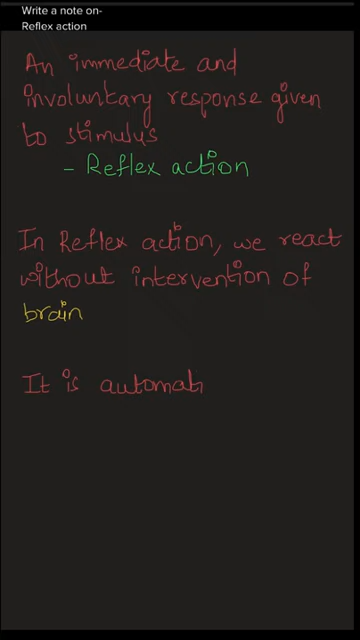 Write a note on-
Reflex action
An immediate and
involuntary response given
to stimulus
- Reflex action
In Reflex action, we react
without intervention of
brain
It is automati